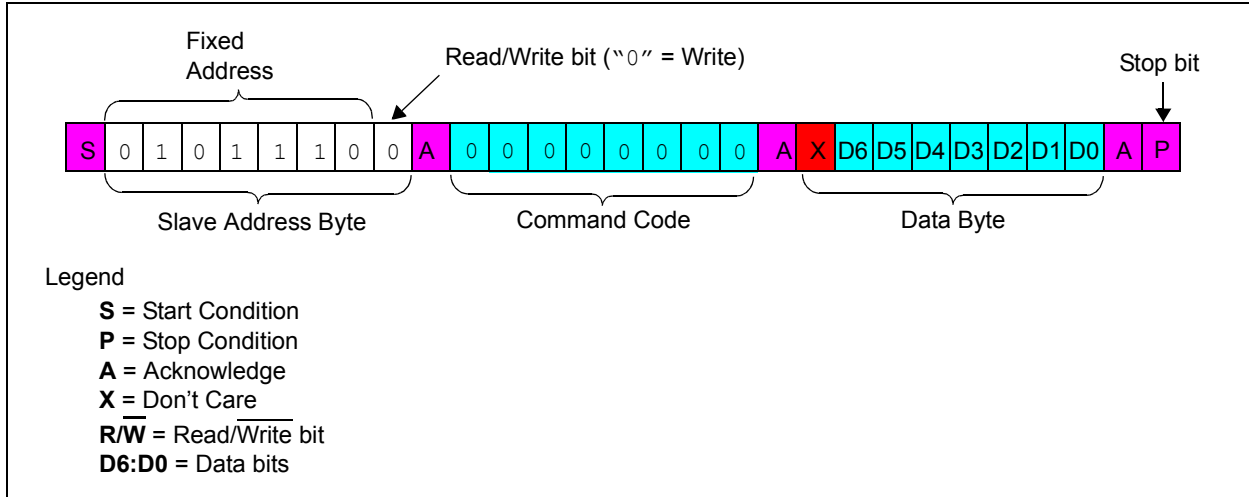 Fixed
Address
Read/Write bit (“0” = Write)
Stop bit
S 0 1 0 1 1 1 0 0 A 0 0 0 0 0 0 0 0 A X D6 D5 D4 D3 D2 D1 D0 A P
Slave Address Byte
Command Code
Data Byte
Legend
S = Start Condition
P = Stop Condition
A = Acknowledge
X = Don’t Care
R/W̅ = Read/W̅r̅i̅t̅e̅ bit
D6:D0 = Data bits